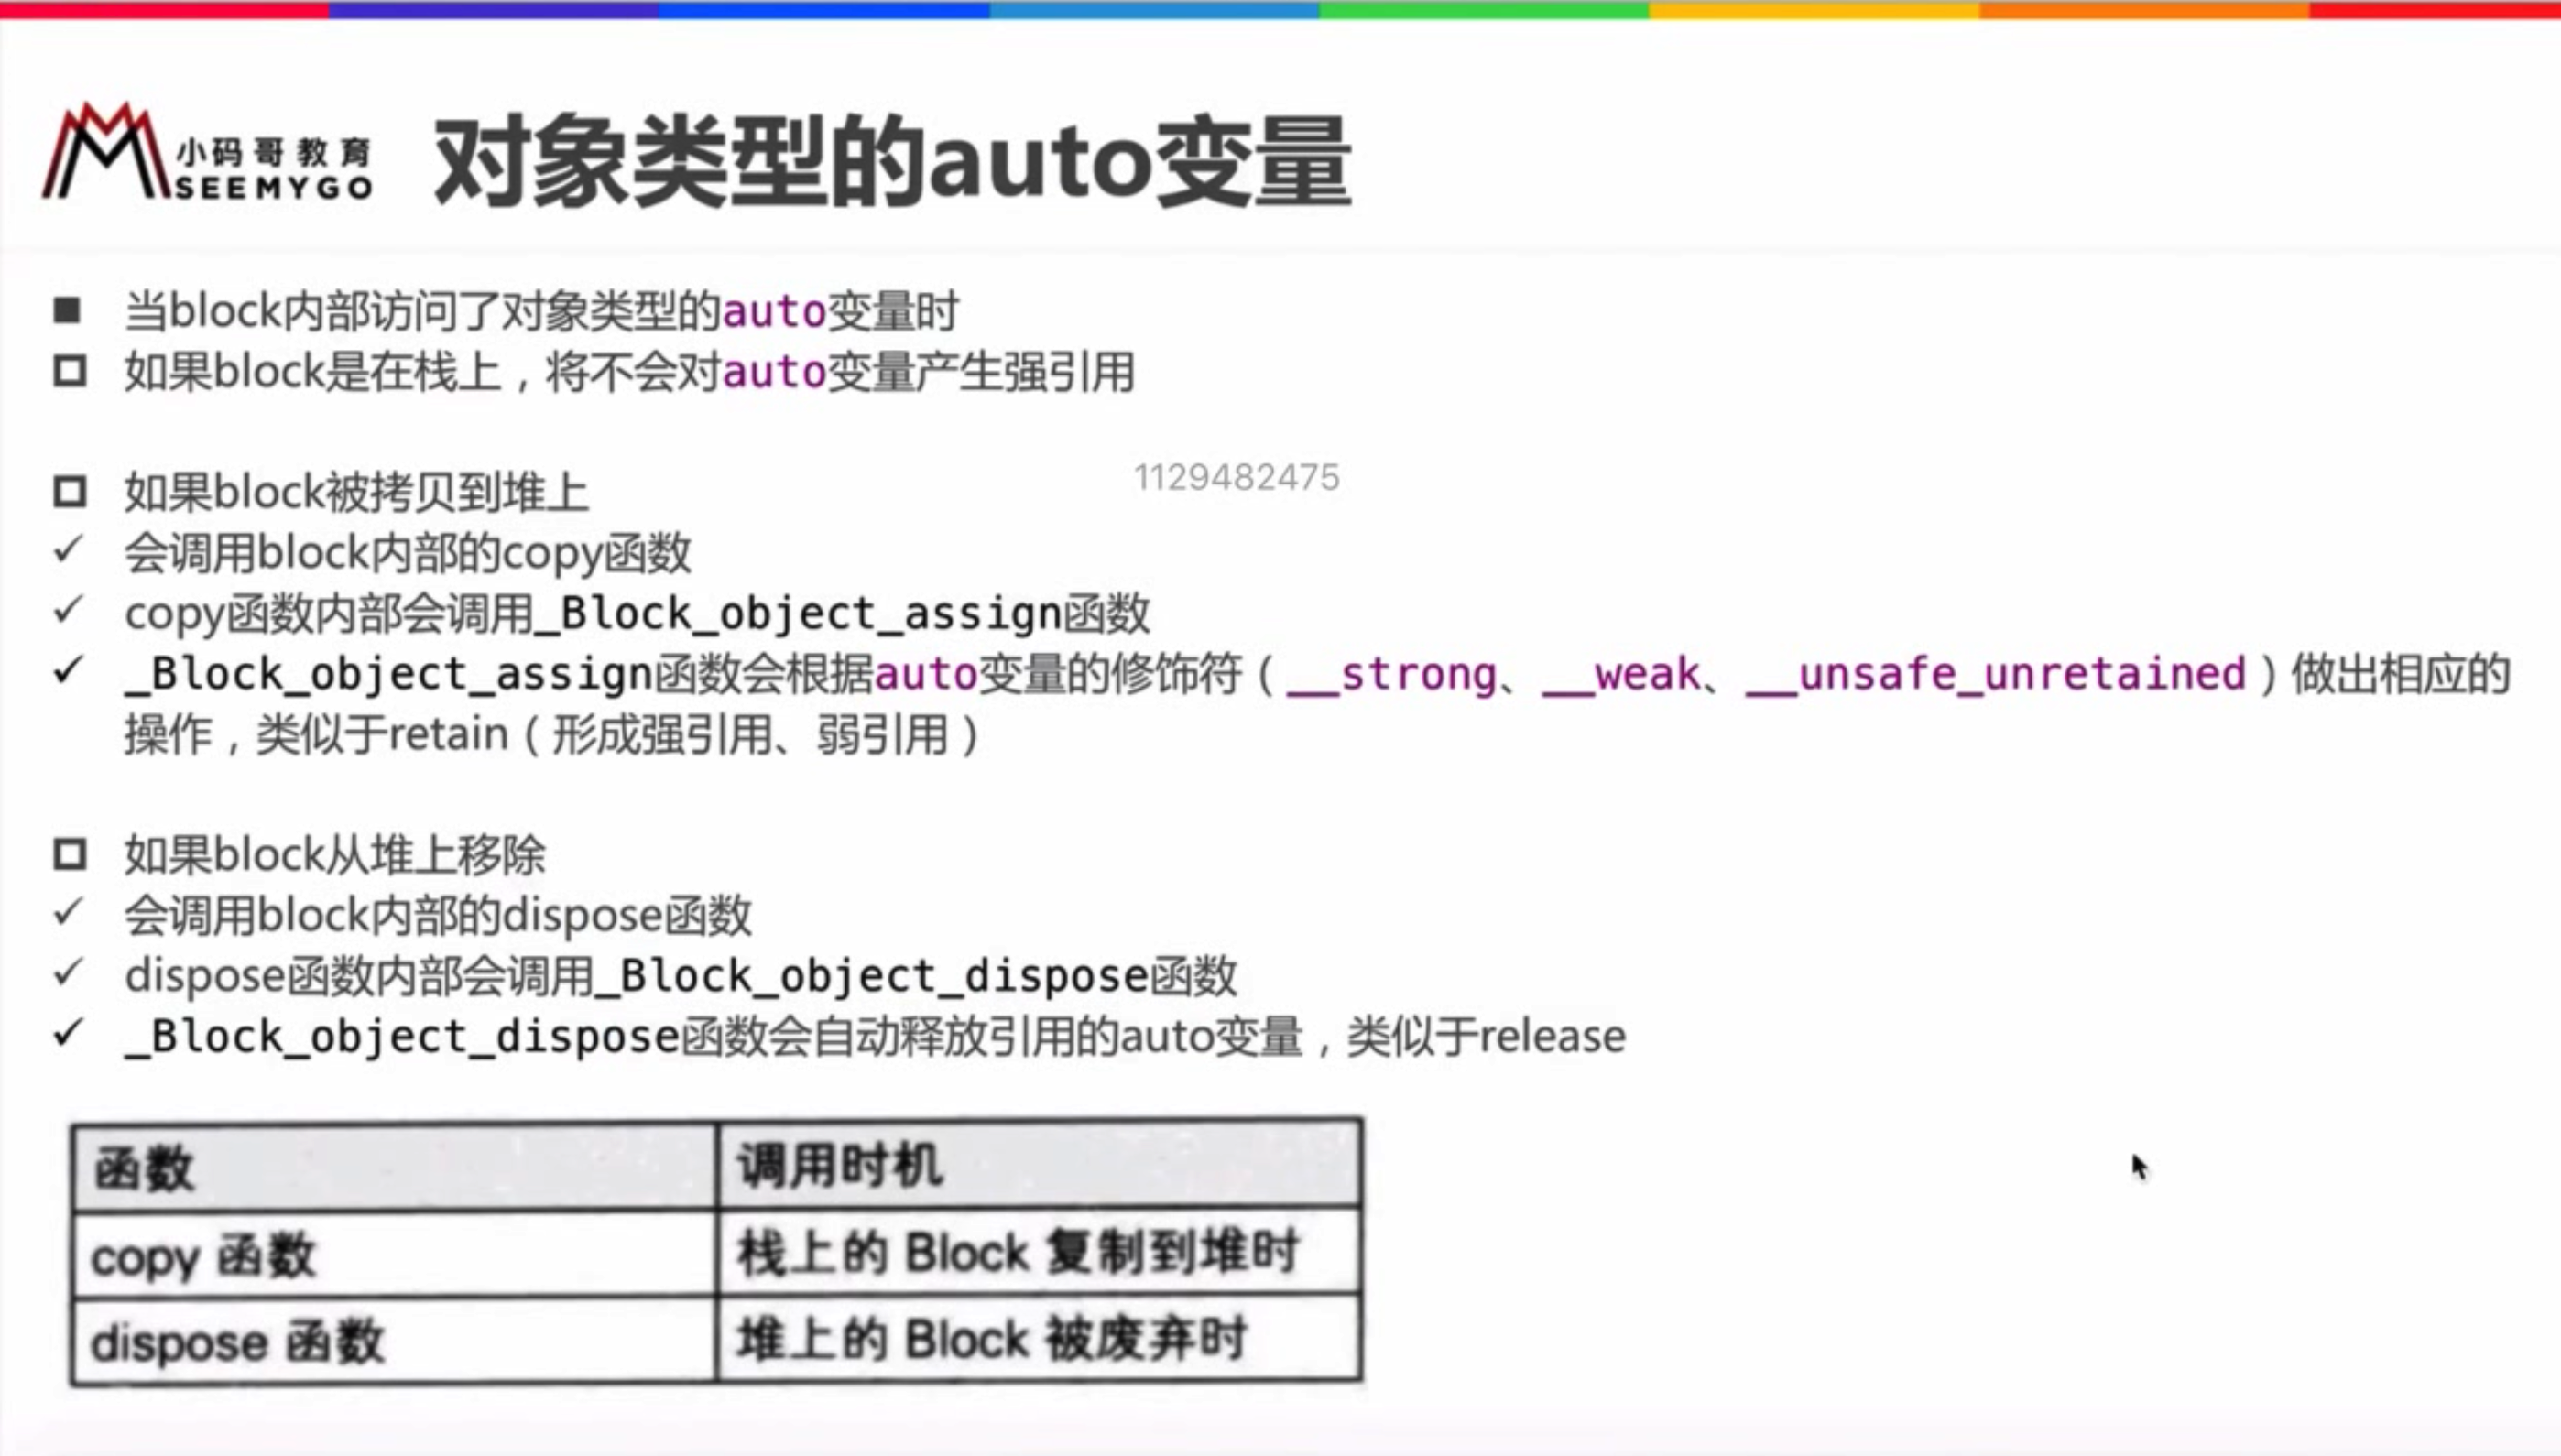 小码哥教育
SEEMYGO
对象类型的auto变量
当block内部访问了对象类型的auto变量时
如果block是在栈上，将不会对auto变量产生强引用
1129482475
如果block被拷贝到堆上
会调用block内部的copy函数
copy函数内部会调用_Block_object_assign函数
_Block_object_assign函数会根据auto变量的修饰符（__strong、__weak、__unsafe_unretained）做出相应的
操作，类似于retain（形成强引用、弱引用）
如果block从堆上移除
会调用block内部的dispose函数
dispose函数内部会调用_Block_object_dispose函数
_Block_object_dispose函数会自动释放引用的auto变量，类似于release
函数 调用时机
copy 函数 栈上的 Block 复制到堆时
dispose 函数 堆上的 Block 被废弃时